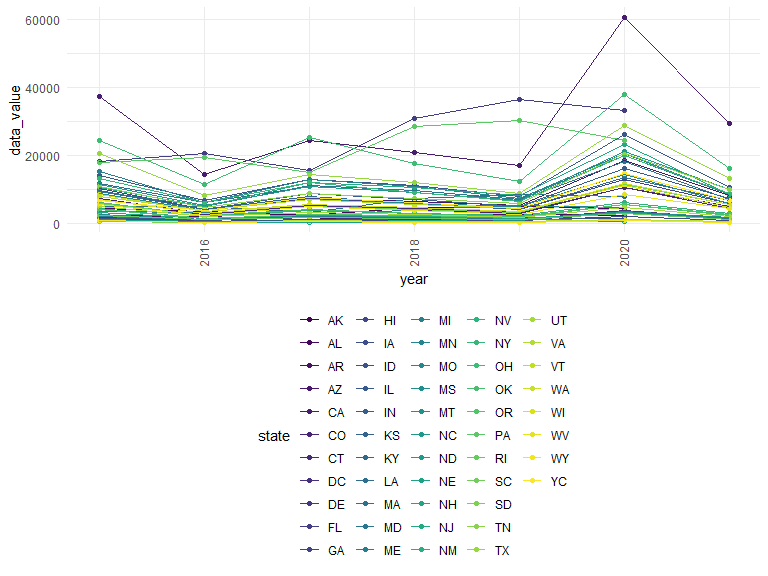 60000
40000
data_value
20000
0
2016
2018
2020
year
AK HI MI NV UT
AL IA MN NY VA
AR ID MO OH VT
AZ IL MS OK WA
CA IN MT OR WI
state CO KS NC PA WV
CT KY ND RI WY
DC LA NE SC YC
DE MA NH SD
FL MD NJ TN
GA ME NM TX